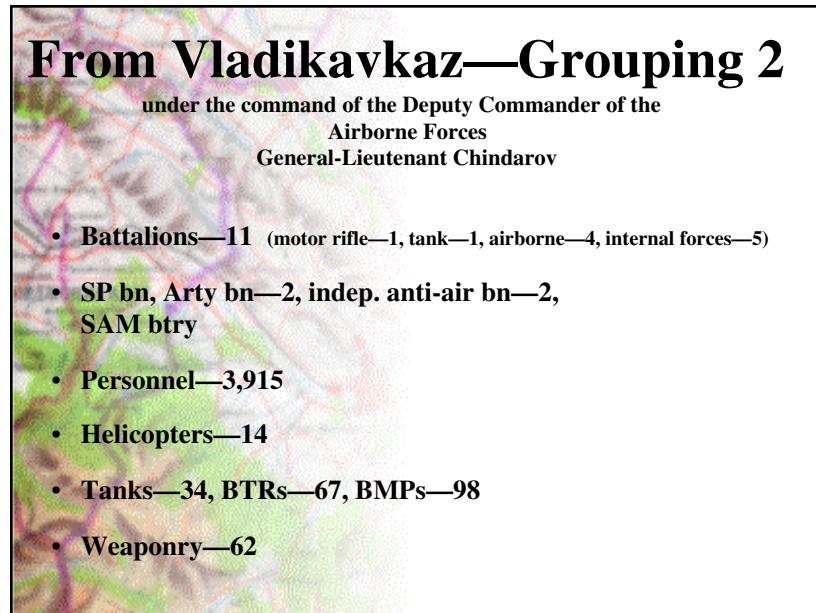 From Vladikavkaz—Grouping 2
under the command of the Deputy Commander of the
Airborne Forces
General-Lieutenant Chindarov
• Battalions—11 (motor rifle—1, tank—1, airborne—4, internal forces—5)
• SP bn, Arty bn—2, indep. anti-air bn—2,
SAM btry
• Personnel—3,915
• Helicopters—14
• Tanks—34, BTRs—67, BMPs—98
• Weaponry—62